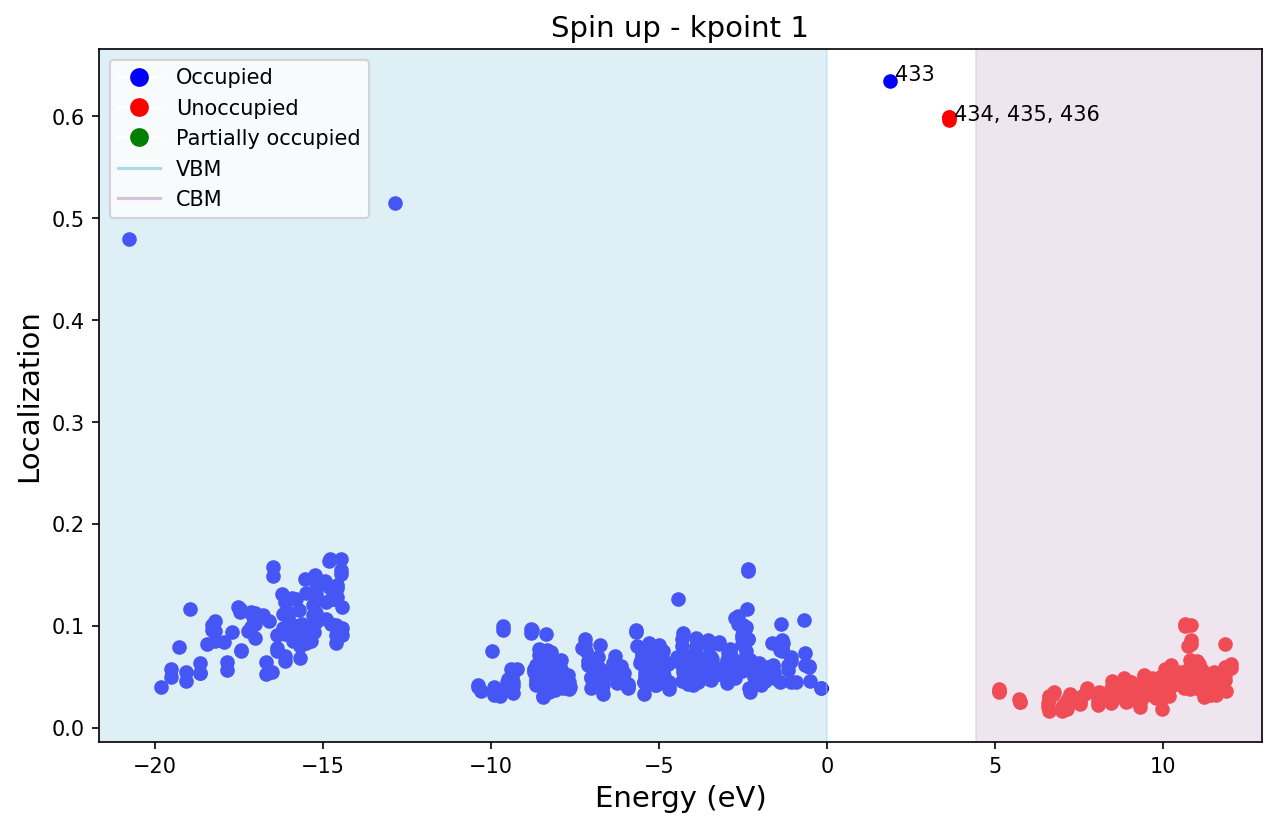 Spin up - kpoint 1
Occupied
Unoccupied
Partially occupied
VBM
CBM
433
434, 435, 436
Localization
0.6
0.5
0.4
0.3
0.2
0.1
0.0
−20
−15
−10
−5
0
5
10
Energy (eV)